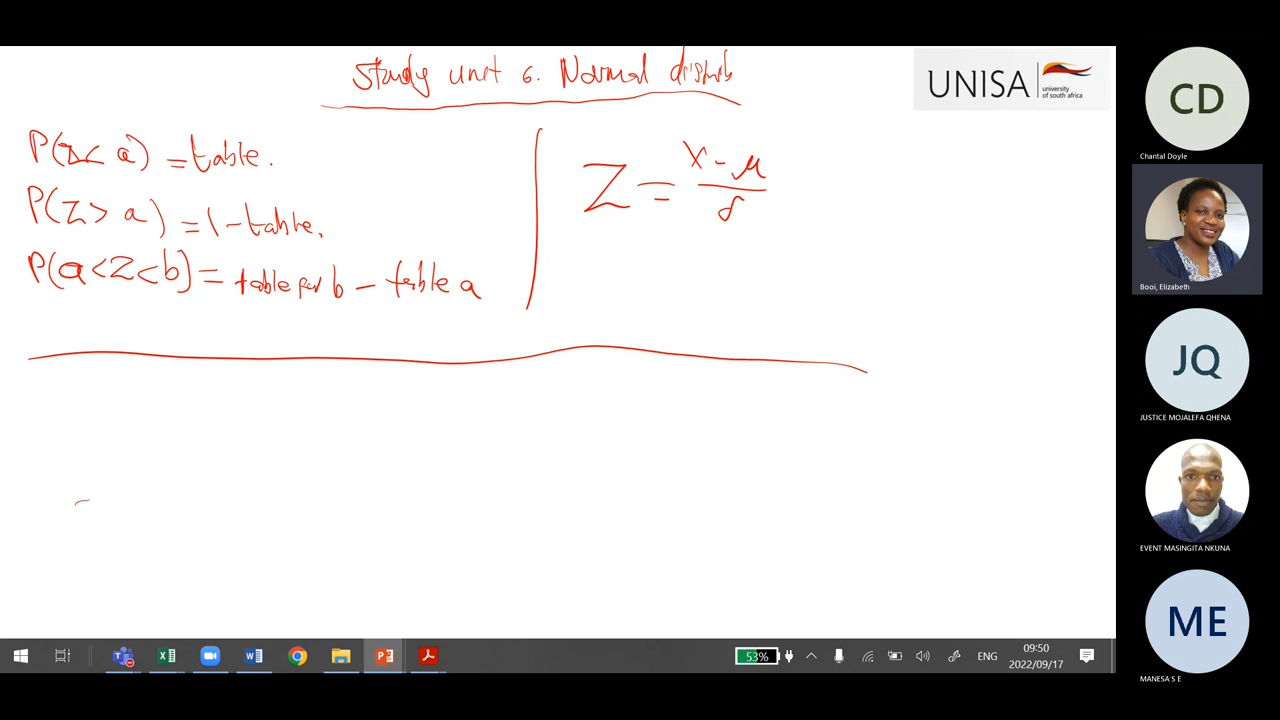 Study unit 6. Normal distrib
UNISA
university
of south africa
P(Z< a) = table.
P(Z> a) = 1 - table.
P(a<Z<b) = table for b - table a
Z = X - μ / σ
CD
Chantal Doyle
Booi, Elizabeth
JQ
JUSTICE MOJALEFA QHENA
EVENT MASINGITA NKUNA
ME
MANESA S E
53%
ENG
09:50
2022/09/17